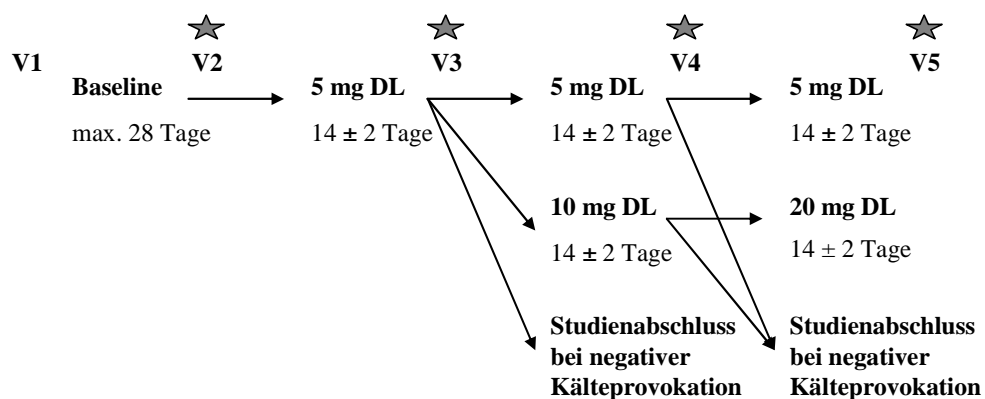 V1 V2 V3 V4 V5
Baseline 5 mg DL 5 mg DL 5 mg DL
max. 28 Tage 14 ± 2 Tage 14 ± 2 Tage 14 ± 2 Tage
10 mg DL 20 mg DL
14 ± 2 Tage 14 ± 2 Tage
Studienabschluss Studienabschluss
bei negativer bei negativer
Kälteprovokation Kälteprovokation